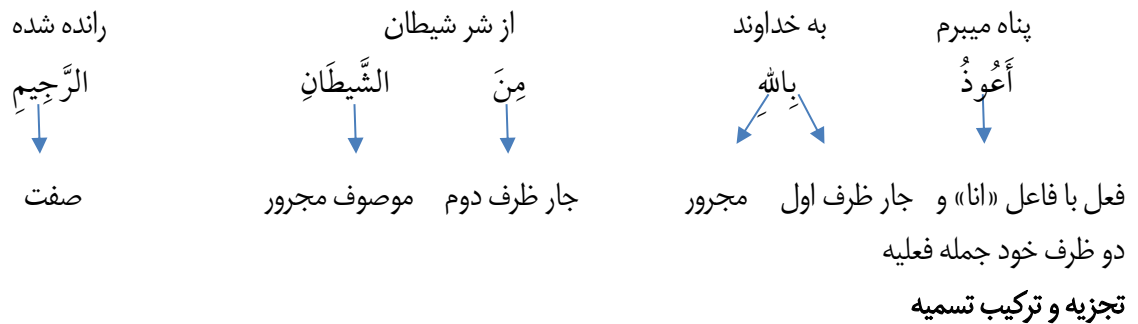 پناه میبرم به خداوند از شر شیطان رانده شده
أَعُوذُ بِاللهِ مِنَ الشَّيطَانِ الرَّجِيمِ
فعل با فاعل «انا» و جار ظرف اول مجرور جار ظرف دوم موصوف مجرور صفت
دو ظرف خود جمله فعلیه
تجزیه و ترکیب تسمیه